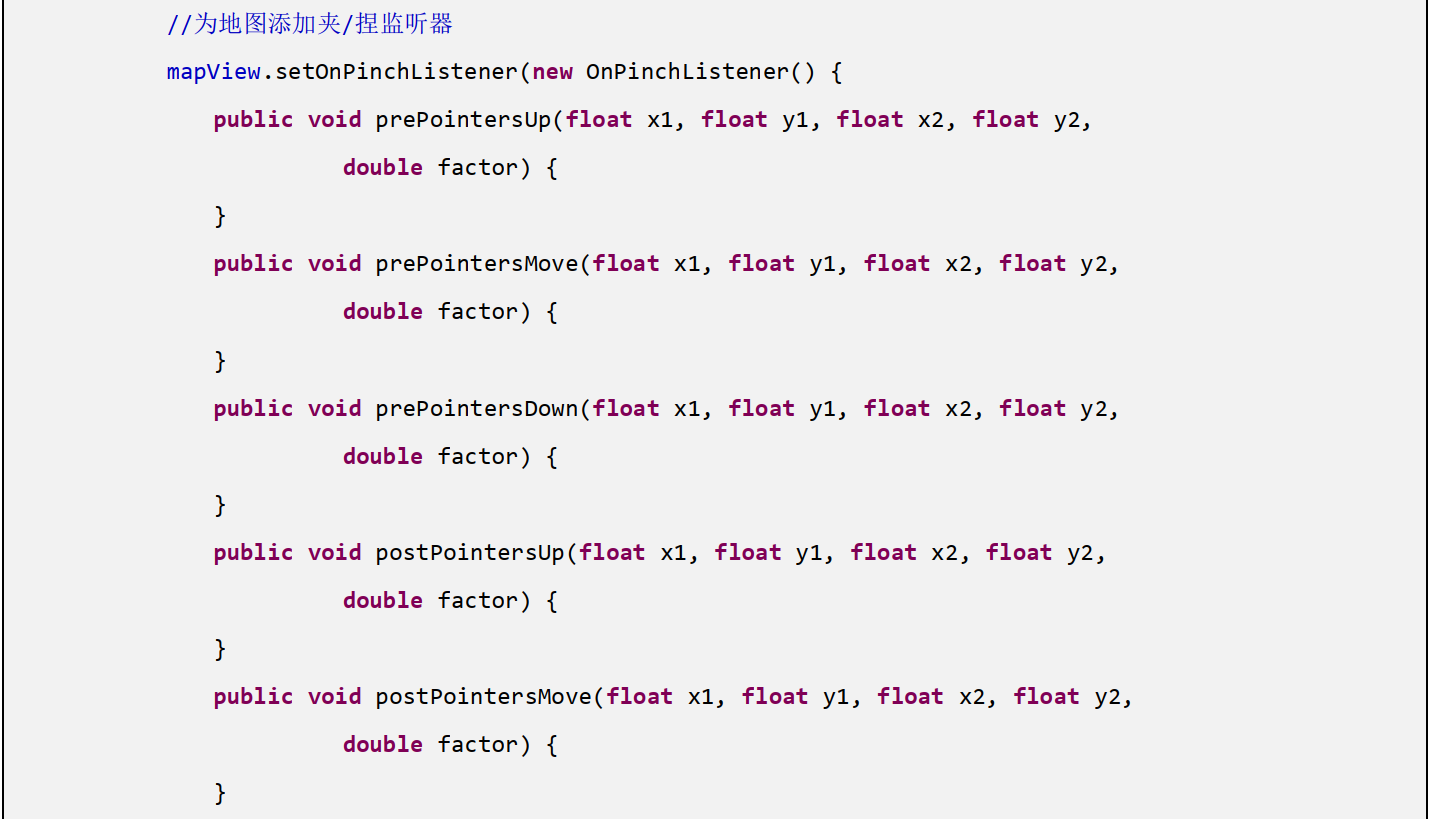 //为地图添加夹/捏监听器
mapView.setOnPinchListener(new OnPinchListener() {
public void prePointersUp(float x1, float y1, float x2, float y2,
double factor) {
}
public void prePointersMove(float x1, float y1, float x2, float y2,
double factor) {
}
public void prePointersDown(float x1, float y1, float x2, float y2,
double factor) {
}
public void postPointersUp(float x1, float y1, float x2, float y2,
double factor) {
}
public void postPointersMove(float x1, float y1, float x2, float y2,
double factor) {
}